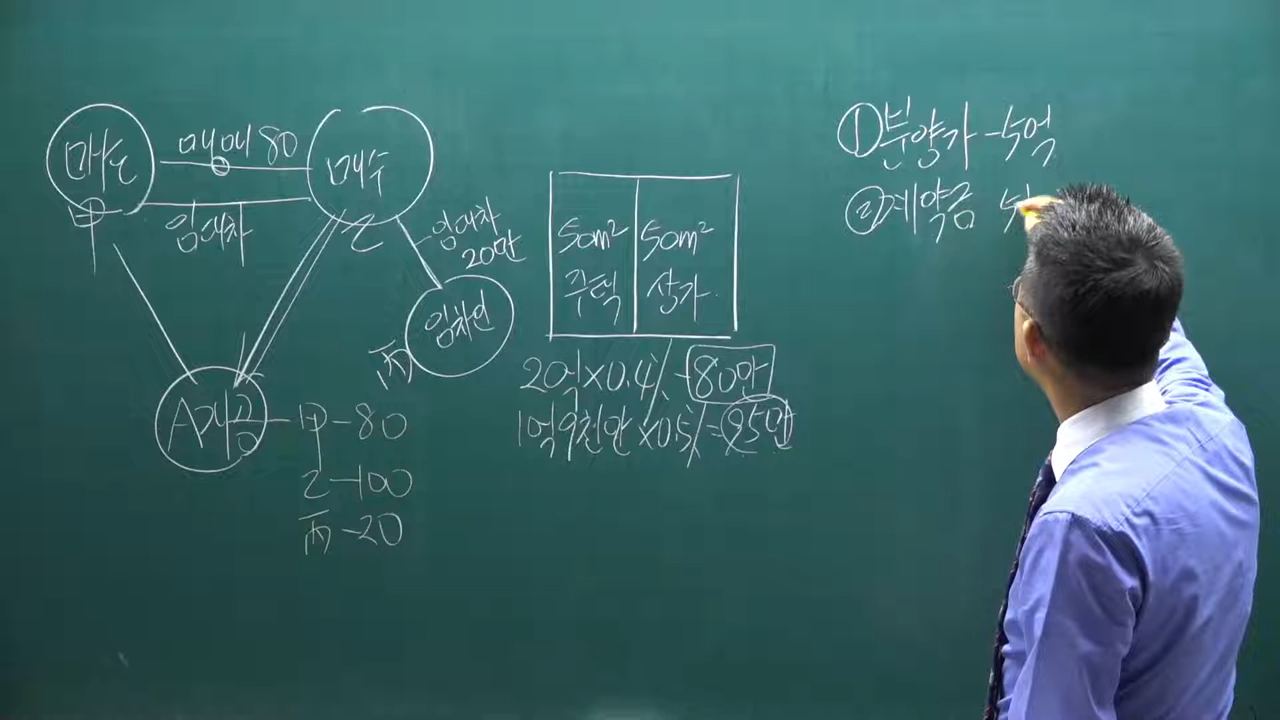 매도
매매 80
매수
甲
임대차
乙
임대차
20만
임차인
丙
A개공
甲-80
乙-100
丙-20
50m² 50m²
주택 상가
20억×0.4%=80만
1억9천만×0.5%=95만
①분양가-5억
②계약금 5